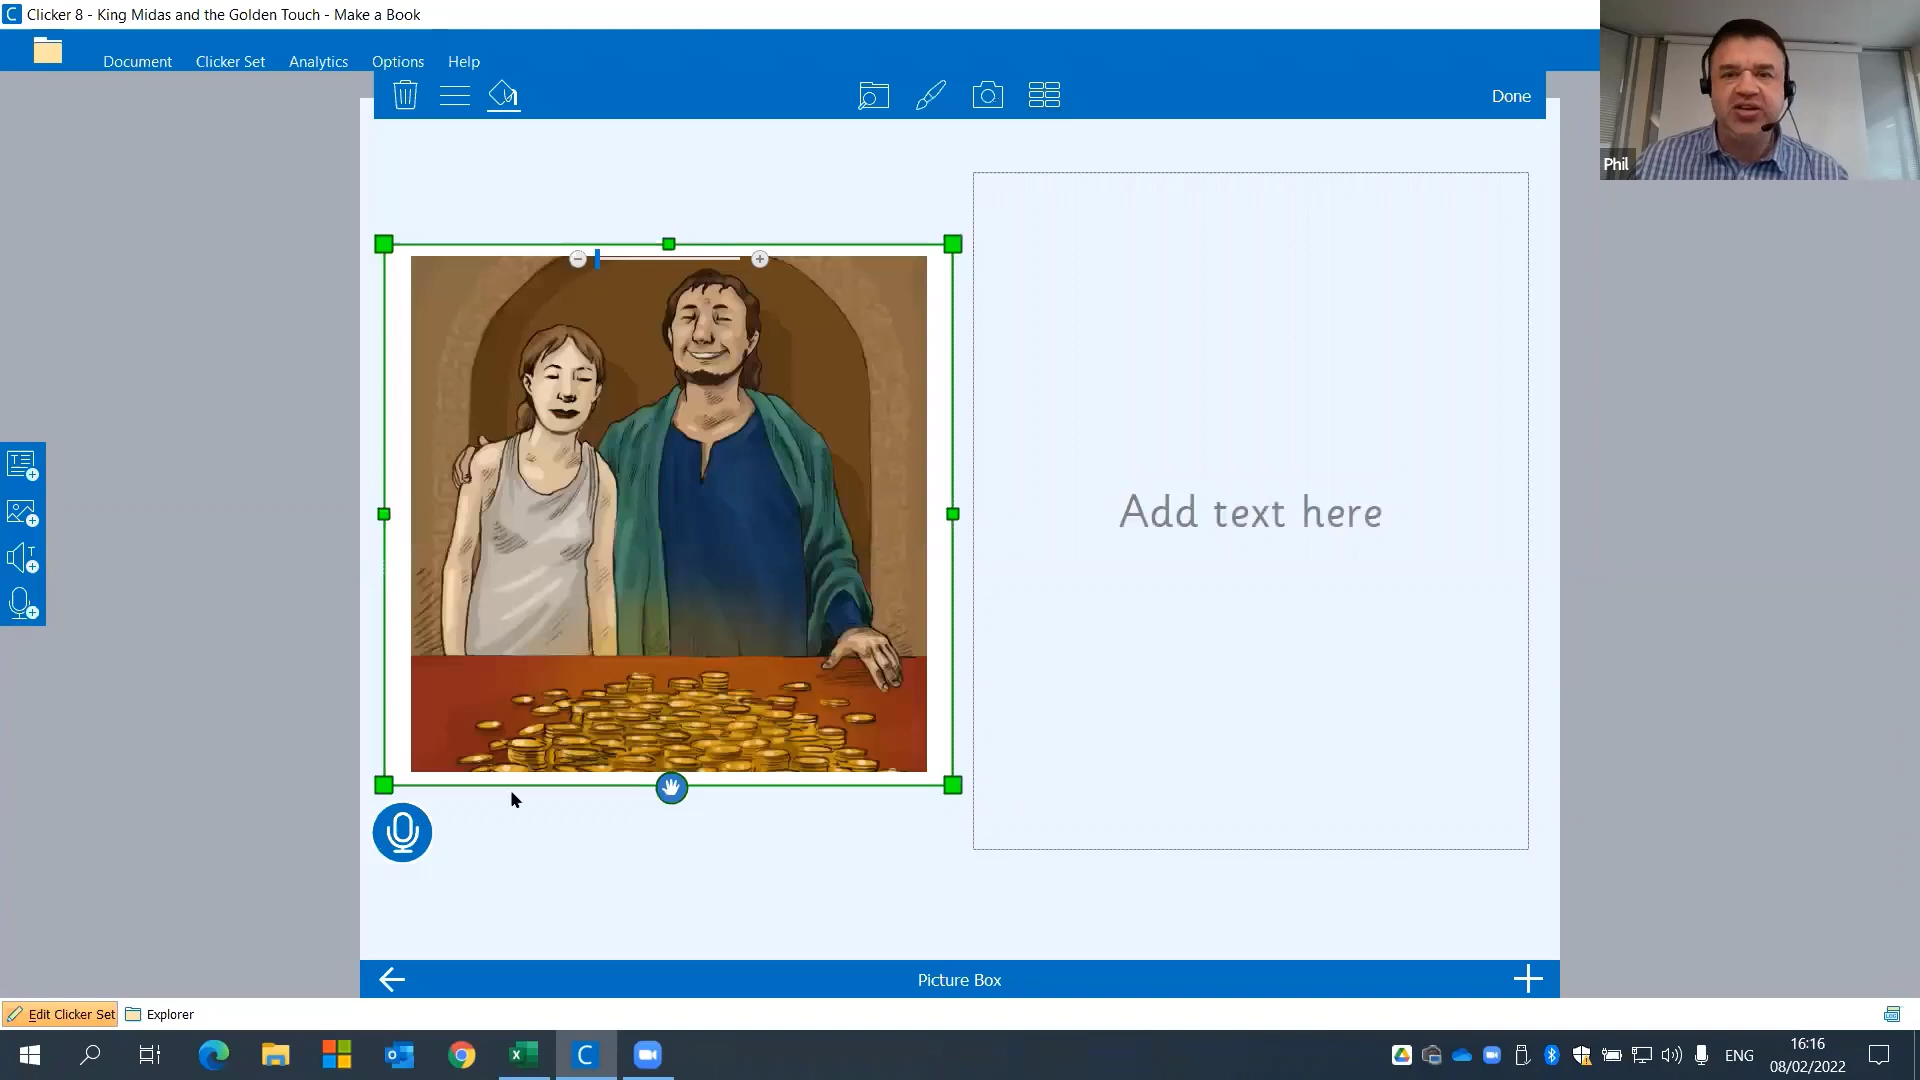 Clicker 8 - King Midas and the Golden Touch - Make a Book
Document Clicker Set Analytics Options Help
Done
Phil
Add text here
Picture Box
Edit Clicker Set Explorer
ENG
16:16
08/02/2022